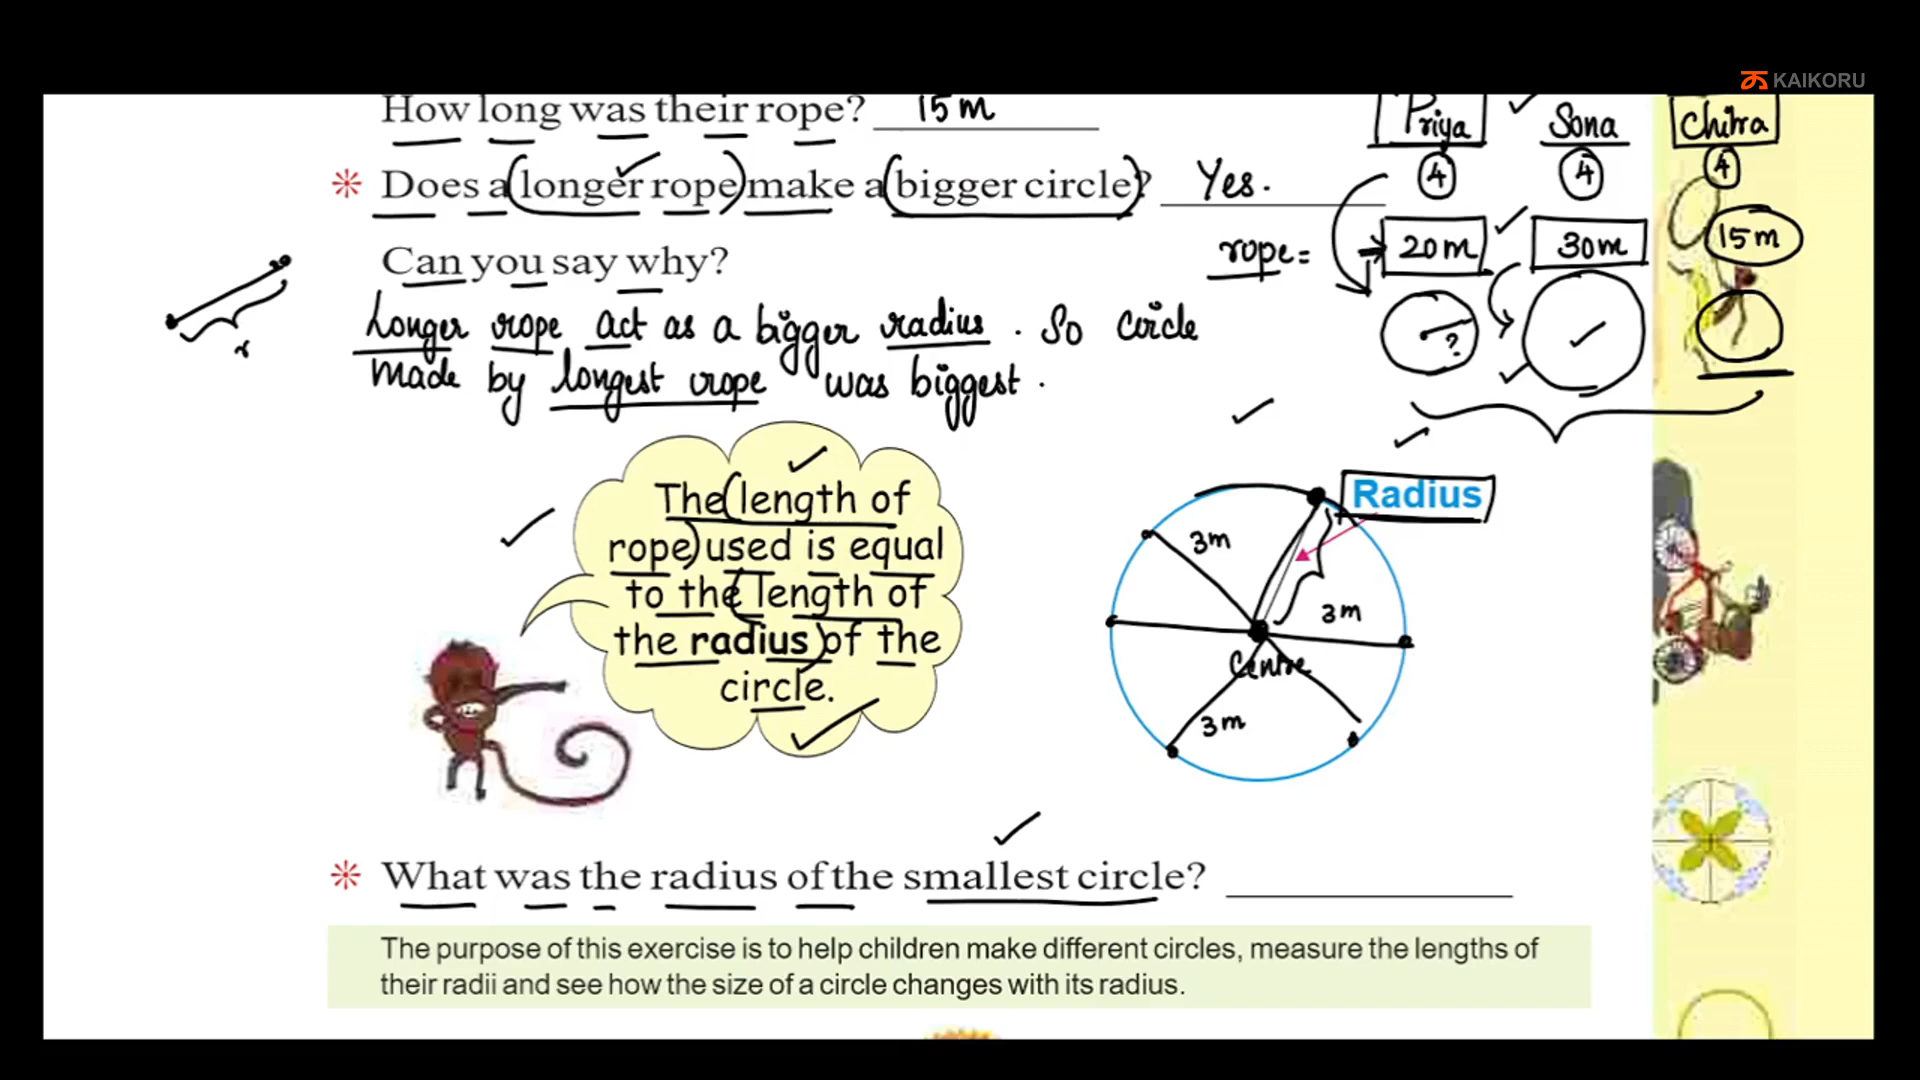 KAIKORU
How long was their rope? 15 m
Priya Sona Chitra
4 4 4
Does a longer rope make a bigger circle? Yes.
rope = 20 m 30 m 15 m
Can you say why?
Longer rope act as a bigger radius. So circle
made by longest rope was biggest.
?
r
The length of
rope used is equal
to the length of
the radius of the
circle.
Radius
3m
3m
Centre
3m
What was the radius of the smallest circle?
The purpose of this exercise is to help children make different circles, measure the lengths of
their radii and see how the size of a circle changes with its radius.